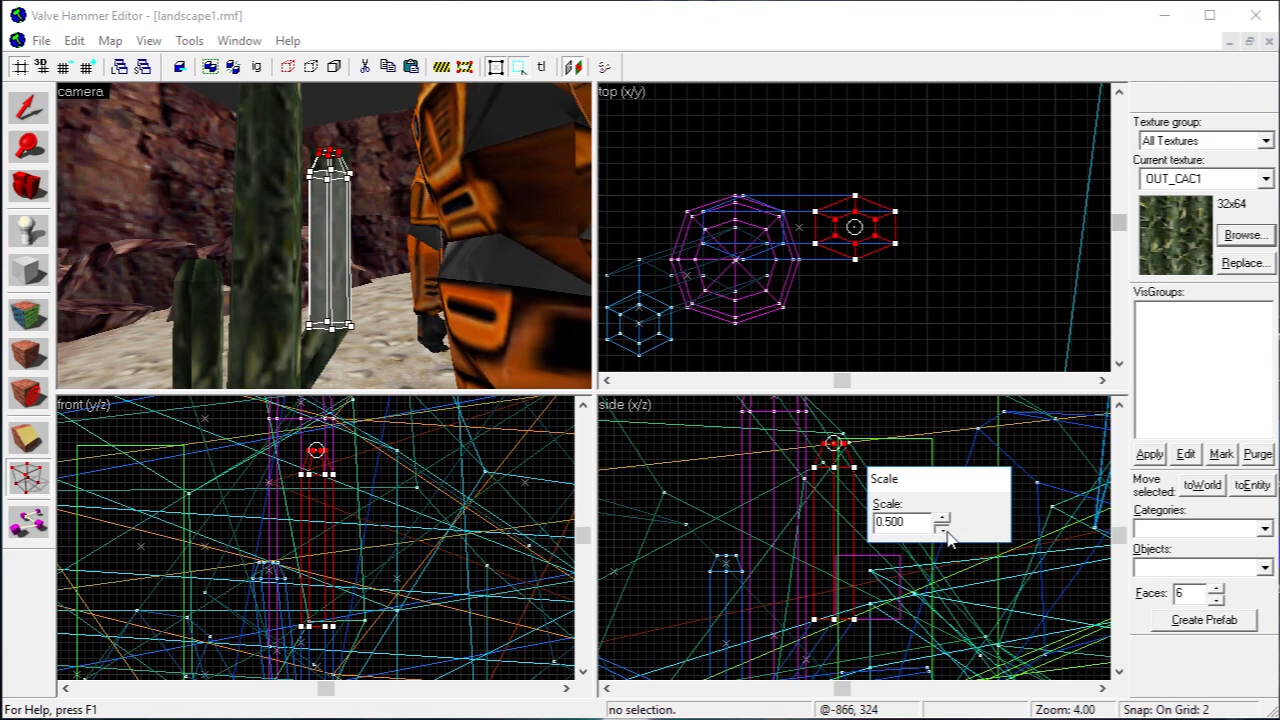 Valve Hammer Editor - [landscape1.rmf]
File Edit Map View Tools Window Help
3D
ig
tl
camera
top (x/y)
front (y/z)
side (x/z)
Scale
Scale:
0.500
Texture group:
All Textures
Current texture:
OUT_CAC1
32x64
Browse...
Replace...
VisGroups:
Apply Edit Mark Purge
Move selected: toWorld toEntity
Categories:
Objects:
Faces: 6
Create Prefab
For Help, press F1
no selection.
@-866, 324
Zoom: 4.00
Snap: On Grid: 2